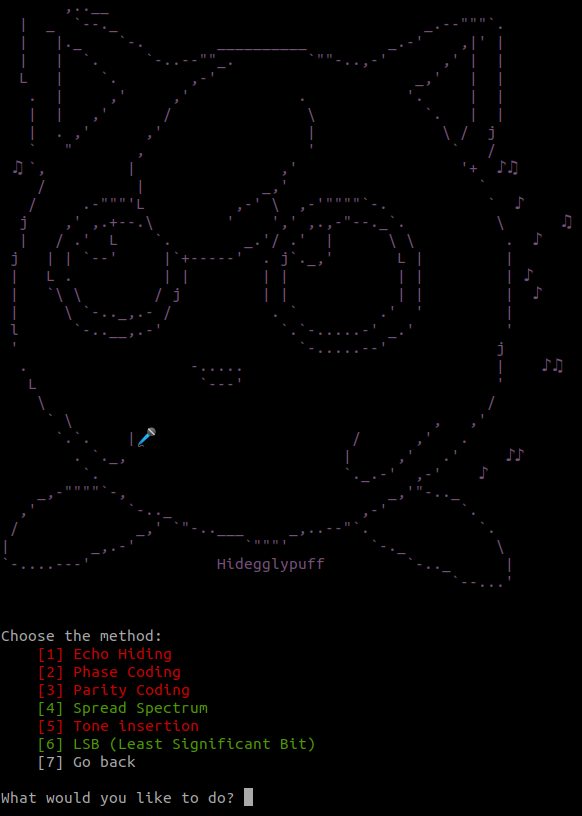 Hidegglypuff
Choose the method:
[1] Echo Hiding
[2] Phase Coding
[3] Parity Coding
[4] Spread Spectrum
[5] Tone insertion
[6] LSB (Least Significant Bit)
[7] Go back
What would you like to do?